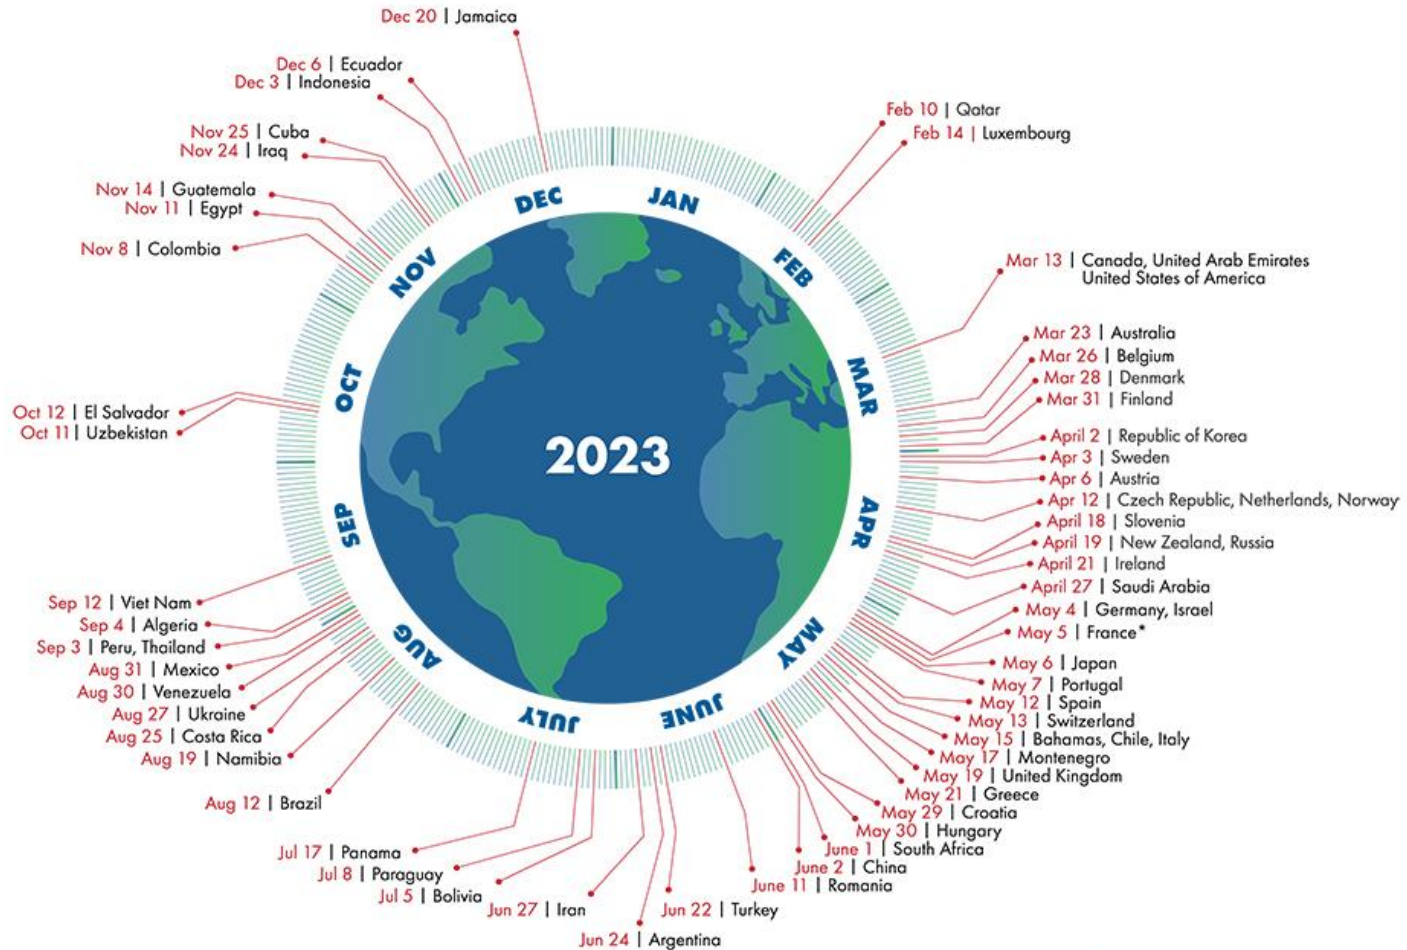 Dec 20 | Jamaica
Dec 6 | Ecuador
Dec 3 | Indonesia
Nov 25 | Cuba
Nov 24 | Iraq
Nov 14 | Guatemala
Nov 11 | Egypt
Nov 8 | Colombia
Oct 12 | El Salvador
Oct 11 | Uzbekistan
Sep 12 | Viet Nam
Sep 4 | Algeria
Sep 3 | Peru, Thailand
Aug 31 | Mexico
Aug 30 | Venezuela
Aug 27 | Ukraine
Aug 25 | Costa Rica
Aug 19 | Namibia
Aug 12 | Brazil
Jul 17 | Panama
Jul 8 | Paraguay
Jul 5 | Bolivia
Jun 27 | Iran
Jun 24 | Argentina
Jun 22 | Turkey
Feb 10 | Qatar
Feb 14 | Luxembourg
Mar 13 | Canada, United Arab Emirates
United States of America
Mar 23 | Australia
Mar 26 | Belgium
Mar 28 | Denmark
Mar 31 | Finland
April 2 | Republic of Korea
Apr 3 | Sweden
Apr 6 | Austria
Apr 12 | Czech Republic, Netherlands, Norway
April 18 | Slovenia
April 19 | New Zealand, Russia
April 21 | Ireland
April 27 | Saudi Arabia
May 4 | Germany, Israel
May 5 | France*
May 6 | Japan
May 7 | Portugal
May 12 | Spain
May 13 | Switzerland
May 15 | Bahamas, Chile, Italy
May 17 | Montenegro
May 19 | United Kingdom
May 21 | Greece
May 29 | Croatia
May 30 | Hungary
June 1 | South Africa
June 2 | China
June 11 | Romania
JAN
FEB
MAR
APR
MAY
JUNE
JULY
AUG
SEP
OCT
NOV
DEC
2023